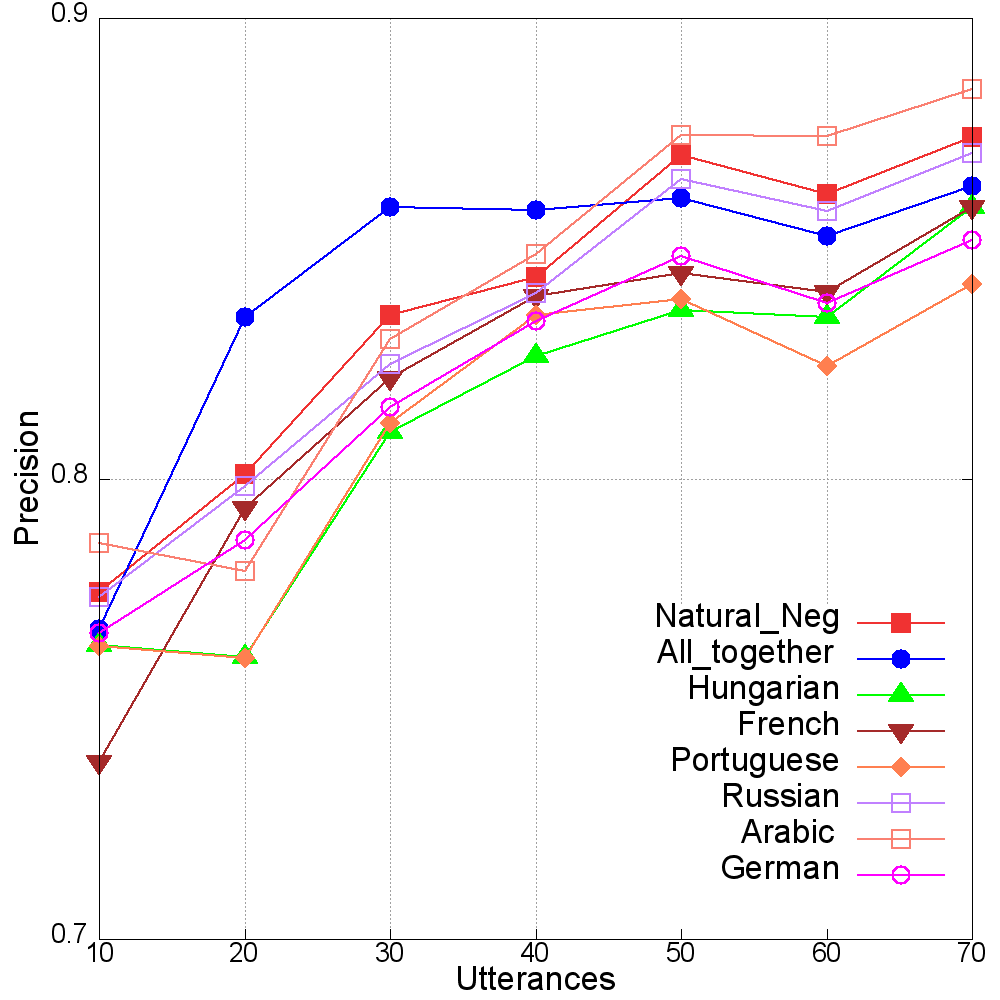 0.9
0.8
0.7
Precision
10 20 30 40 50 60 70
Utterances
Natural_Neg
All_together
Hungarian
French
Portuguese
Russian
Arabic
German